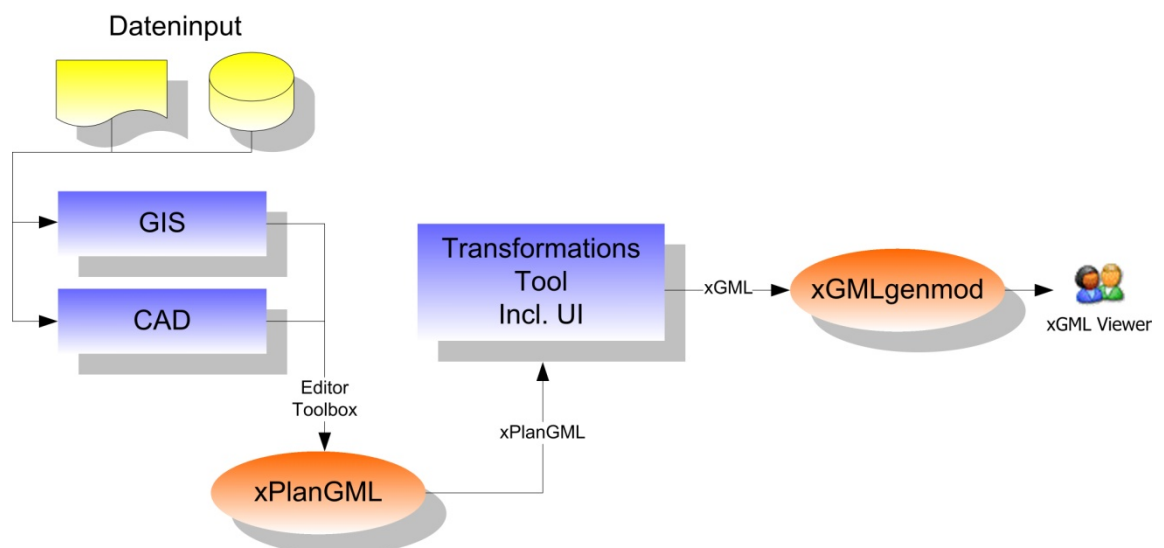 Dateninput
GIS
CAD
Editor
Toolbox
xPlanGML
xPlanGML
Transformations
Tool
Incl. UI
xGML
xGMLgenmod
xGML Viewer